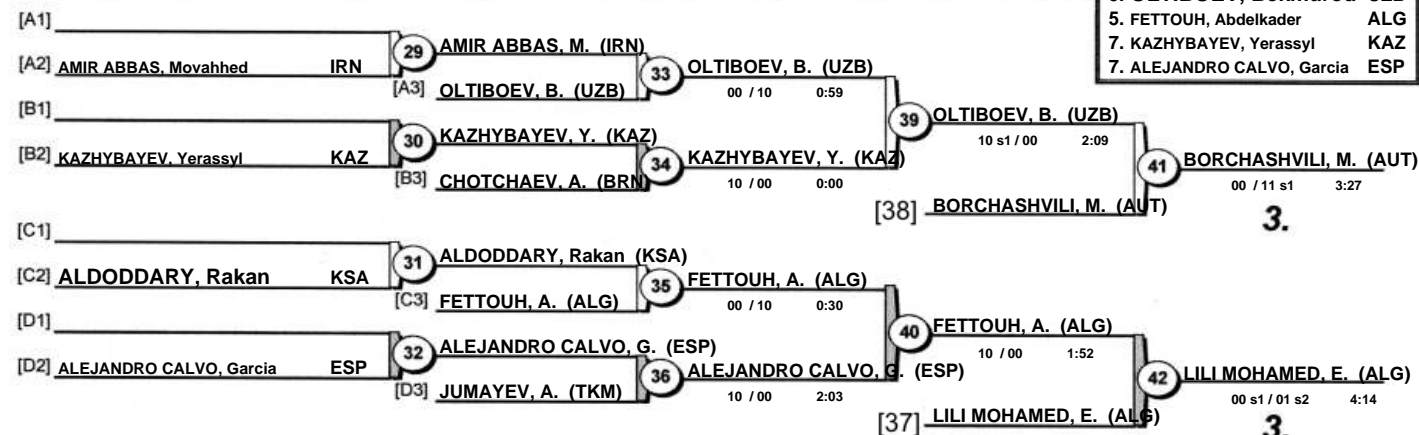 5. FETTOUH, Abdelkader ALG
7. KAZHYBAYEV, Yerassyl KAZ
7. ALEJANDRO CALVO, Garcia ESP
[A1]
29 AMIR ABBAS, M. (IRN)
[A2] AMIR ABBAS, Movahhed IRN
33 OLTIBOEV, B. (UZB)
[A3] OLTIBOEV, B. (UZB)
00 / 10 0:59
[B1]
39 OLTIBOEV, B. (UZB)
10 s1 / 00 2:09
30 KAZHYBAYEV, Y. (KAZ)
[B2] KAZHYBAYEV, Yerassyl KAZ
34 KAZHYBAYEV, Y. (KAZ)
41 BORCHASHVILI, M. (AUT)
[B3] CHOTCHAEV, A. (BRN)
10 / 00 0:00
00 / 11 s1 3:27
[38] BORCHASHVILI, M. (AUT)
3.
[C1]
31 ALDODDARY, Rakan (KSA)
[C2] ALDODDARY, Rakan KSA
35 FETTOUH, A. (ALG)
[C3] FETTOUH, A. (ALG)
00 / 10 0:30
[D1]
40 FETTOUH, A. (ALG)
10 / 00 1:52
32 ALEJANDRO CALVO, G. (ESP)
[D2] ALEJANDRO CALVO, Garcia ESP
36 ALEJANDRO CALVO, G. (ESP)
42 LILI MOHAMED, E. (ALG)
[D3] JUMAYEV, A. (TKM)
10 / 00 2:03
00 s1 / 01 s2 4:14
[37] LILI MOHAMED, E. (ALG)
3.